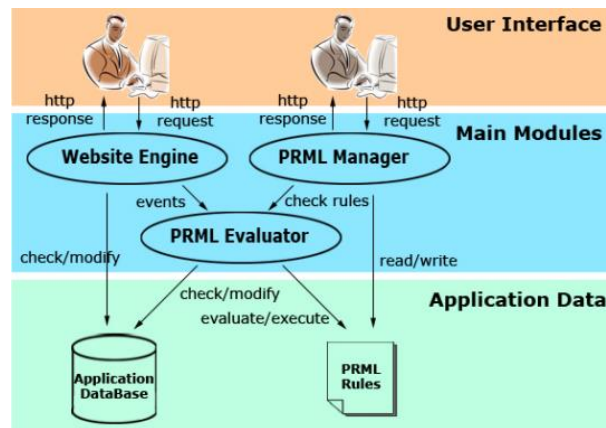 User Interface
http
response
http
request
http
response
http
request
Main Modules
Website Engine
PRML Manager
events
check rules
PRML Evaluator
check/modify
read/write
check/modify
evaluate/execute
Application Data
Application
DataBase
PRML
Rules